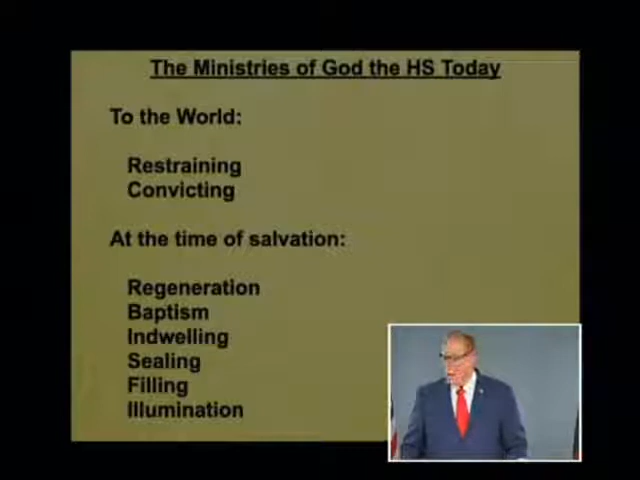 The Ministries of God the HS Today
To the World:
Restraining
Convicting
At the time of salvation:
Regeneration
Baptism
Indwelling
Sealing
Filling
Illumination